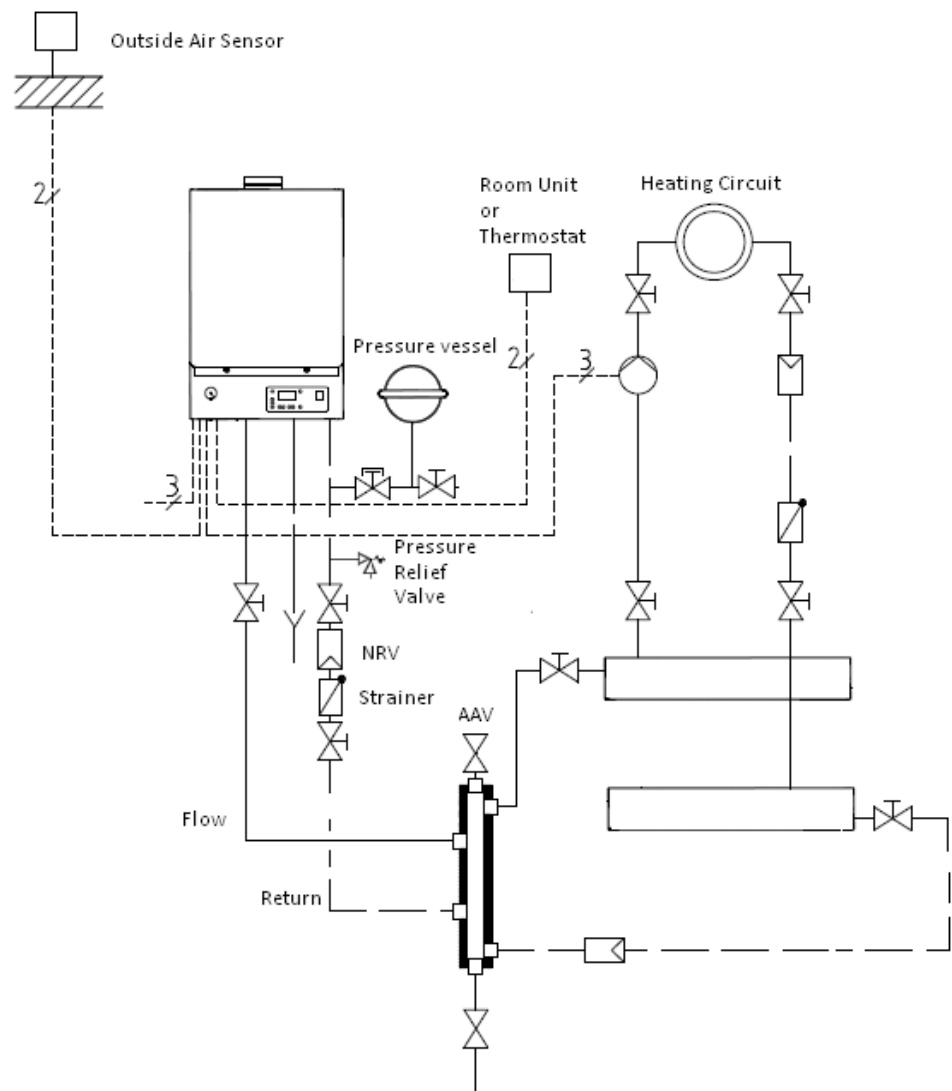 Outside Air Sensor
2
Room Unit
or
Thermostat
Heating Circuit
Pressure vessel
2
3
3
Pressure
Relief
Valve
NRV
Strainer
AAV
Flow
Return